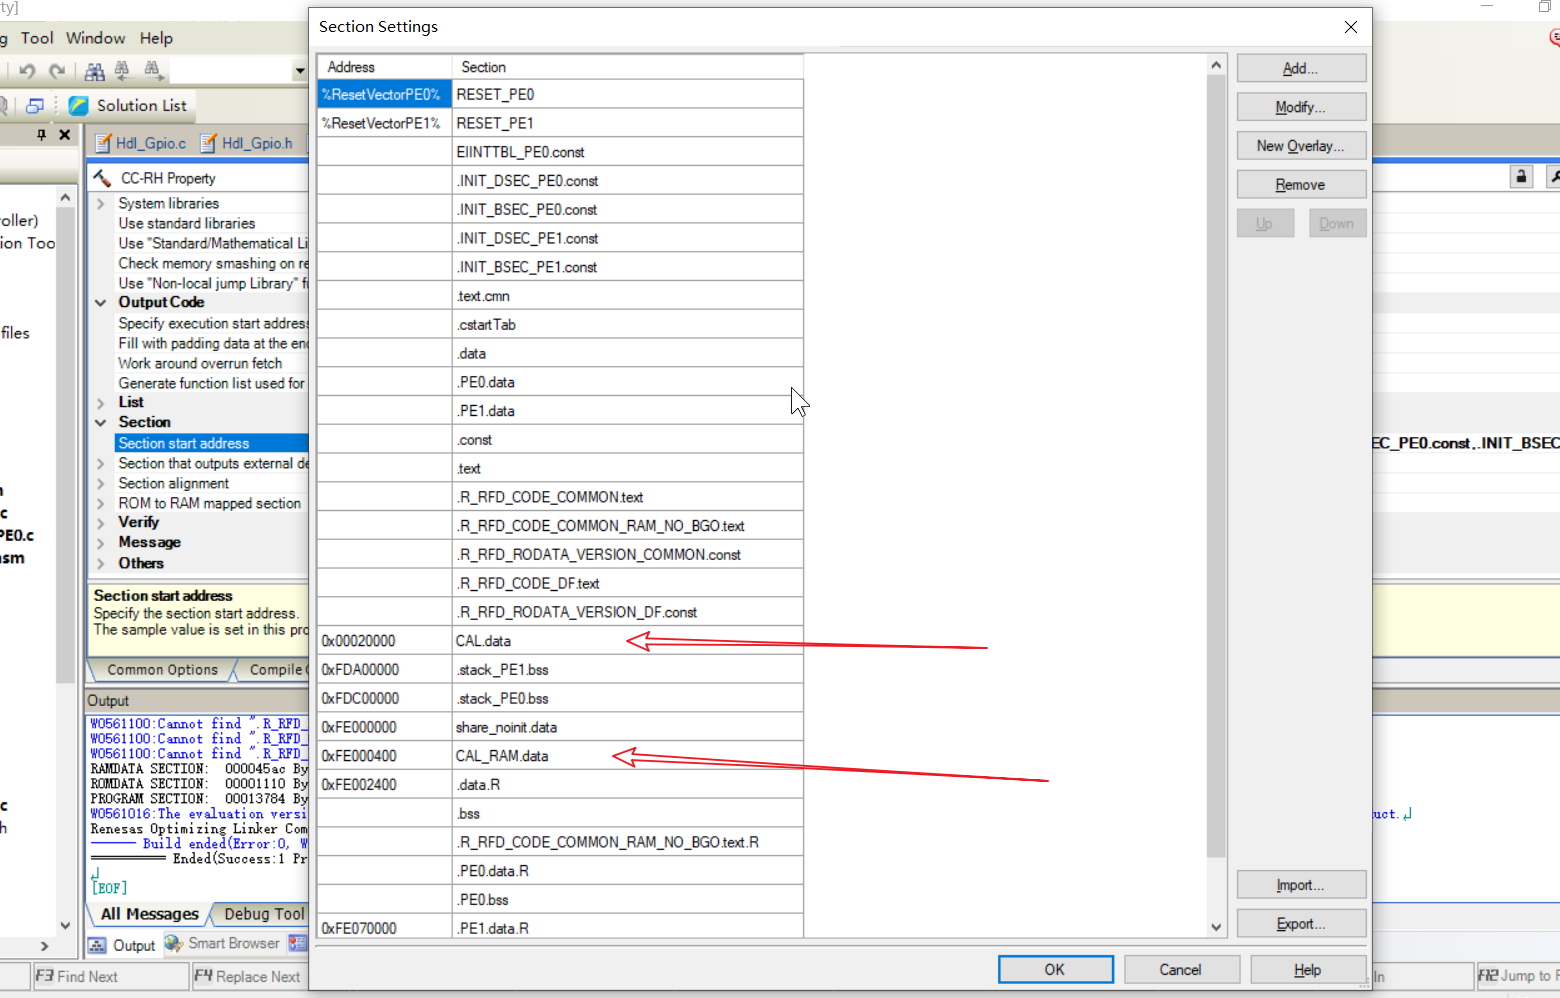 ty]
g Tool Window Help
Solution List
Hdl_Gpio.c Hdl_Gpio.h
CC-RH Property
System libraries
Use standard libraries
Use "Standard/Mathematical Li
Check memory smashing on re
Use "Non-local jump Library" f
Output Code
Specify execution start address
Fill with padding data at the end
Work around overrun fetch
Generate function list used for
List
Section
Section start address
Section that outputs external de
Section alignment
ROM to RAM mapped section
Verify
Message
Others
Section start address
Specify the section start address.
The sample value is set in this pro
Common Options Compile
oller)
ion Too
files
c
PE0.c
asm
c
h
Output
W0561100:Cannot find ".R_RFD_
W0561100:Cannot find ".R_RFD_
W0561100:Cannot find ".R_RFD_
RAMDATA SECTION: 000045ac By
ROMDATA SECTION: 00001110 By
PROGRAM SECTION: 00013784 By
W0561016:The evaluation versi
Renesas Optimizing Linker Com
------ Build ended(Error:0, W
========== Ended(Success:1 Pr
[EOF]
All Messages Debug Tool
Output Smart Browser
F3 Find Next F4 Replace Next
Section Settings
Address Section
%ResetVectorPE0% RESET_PE0
%ResetVectorPE1% RESET_PE1
EIINTTBL_PE0.const
.INIT_DSEC_PE0.const
.INIT_BSEC_PE0.const
.INIT_DSEC_PE1.const
.INIT_BSEC_PE1.const
.text.cmn
.cstartTab
.data
.PE0.data
.PE1.data
.const
.text
.R_RFD_CODE_COMMON.text
.R_RFD_CODE_COMMON_RAM_NO_BGO.text
.R_RFD_RODATA_VERSION_COMMON.const
.R_RFD_CODE_DF.text
.R_RFD_RODATA_VERSION_DF.const
0x00020000 CAL.data
0xFDA00000 .stack_PE1.bss
0xFDC00000 .stack_PE0.bss
0xFE000000 share_noinit.data
0xFE000400 CAL_RAM.data
0xFE002400 .data.R
.bss
.R_RFD_CODE_COMMON_RAM_NO_BGO.text.R
.PE0.data.R
.PE0.bss
0xFE070000 .PE1.data.R
Add...
Modify...
New Overlay...
Remove
Up Down
Import...
Export...
OK Cancel Help
EC_PE0.const,.INIT_BSEC
uct.
In F12 Jump to F